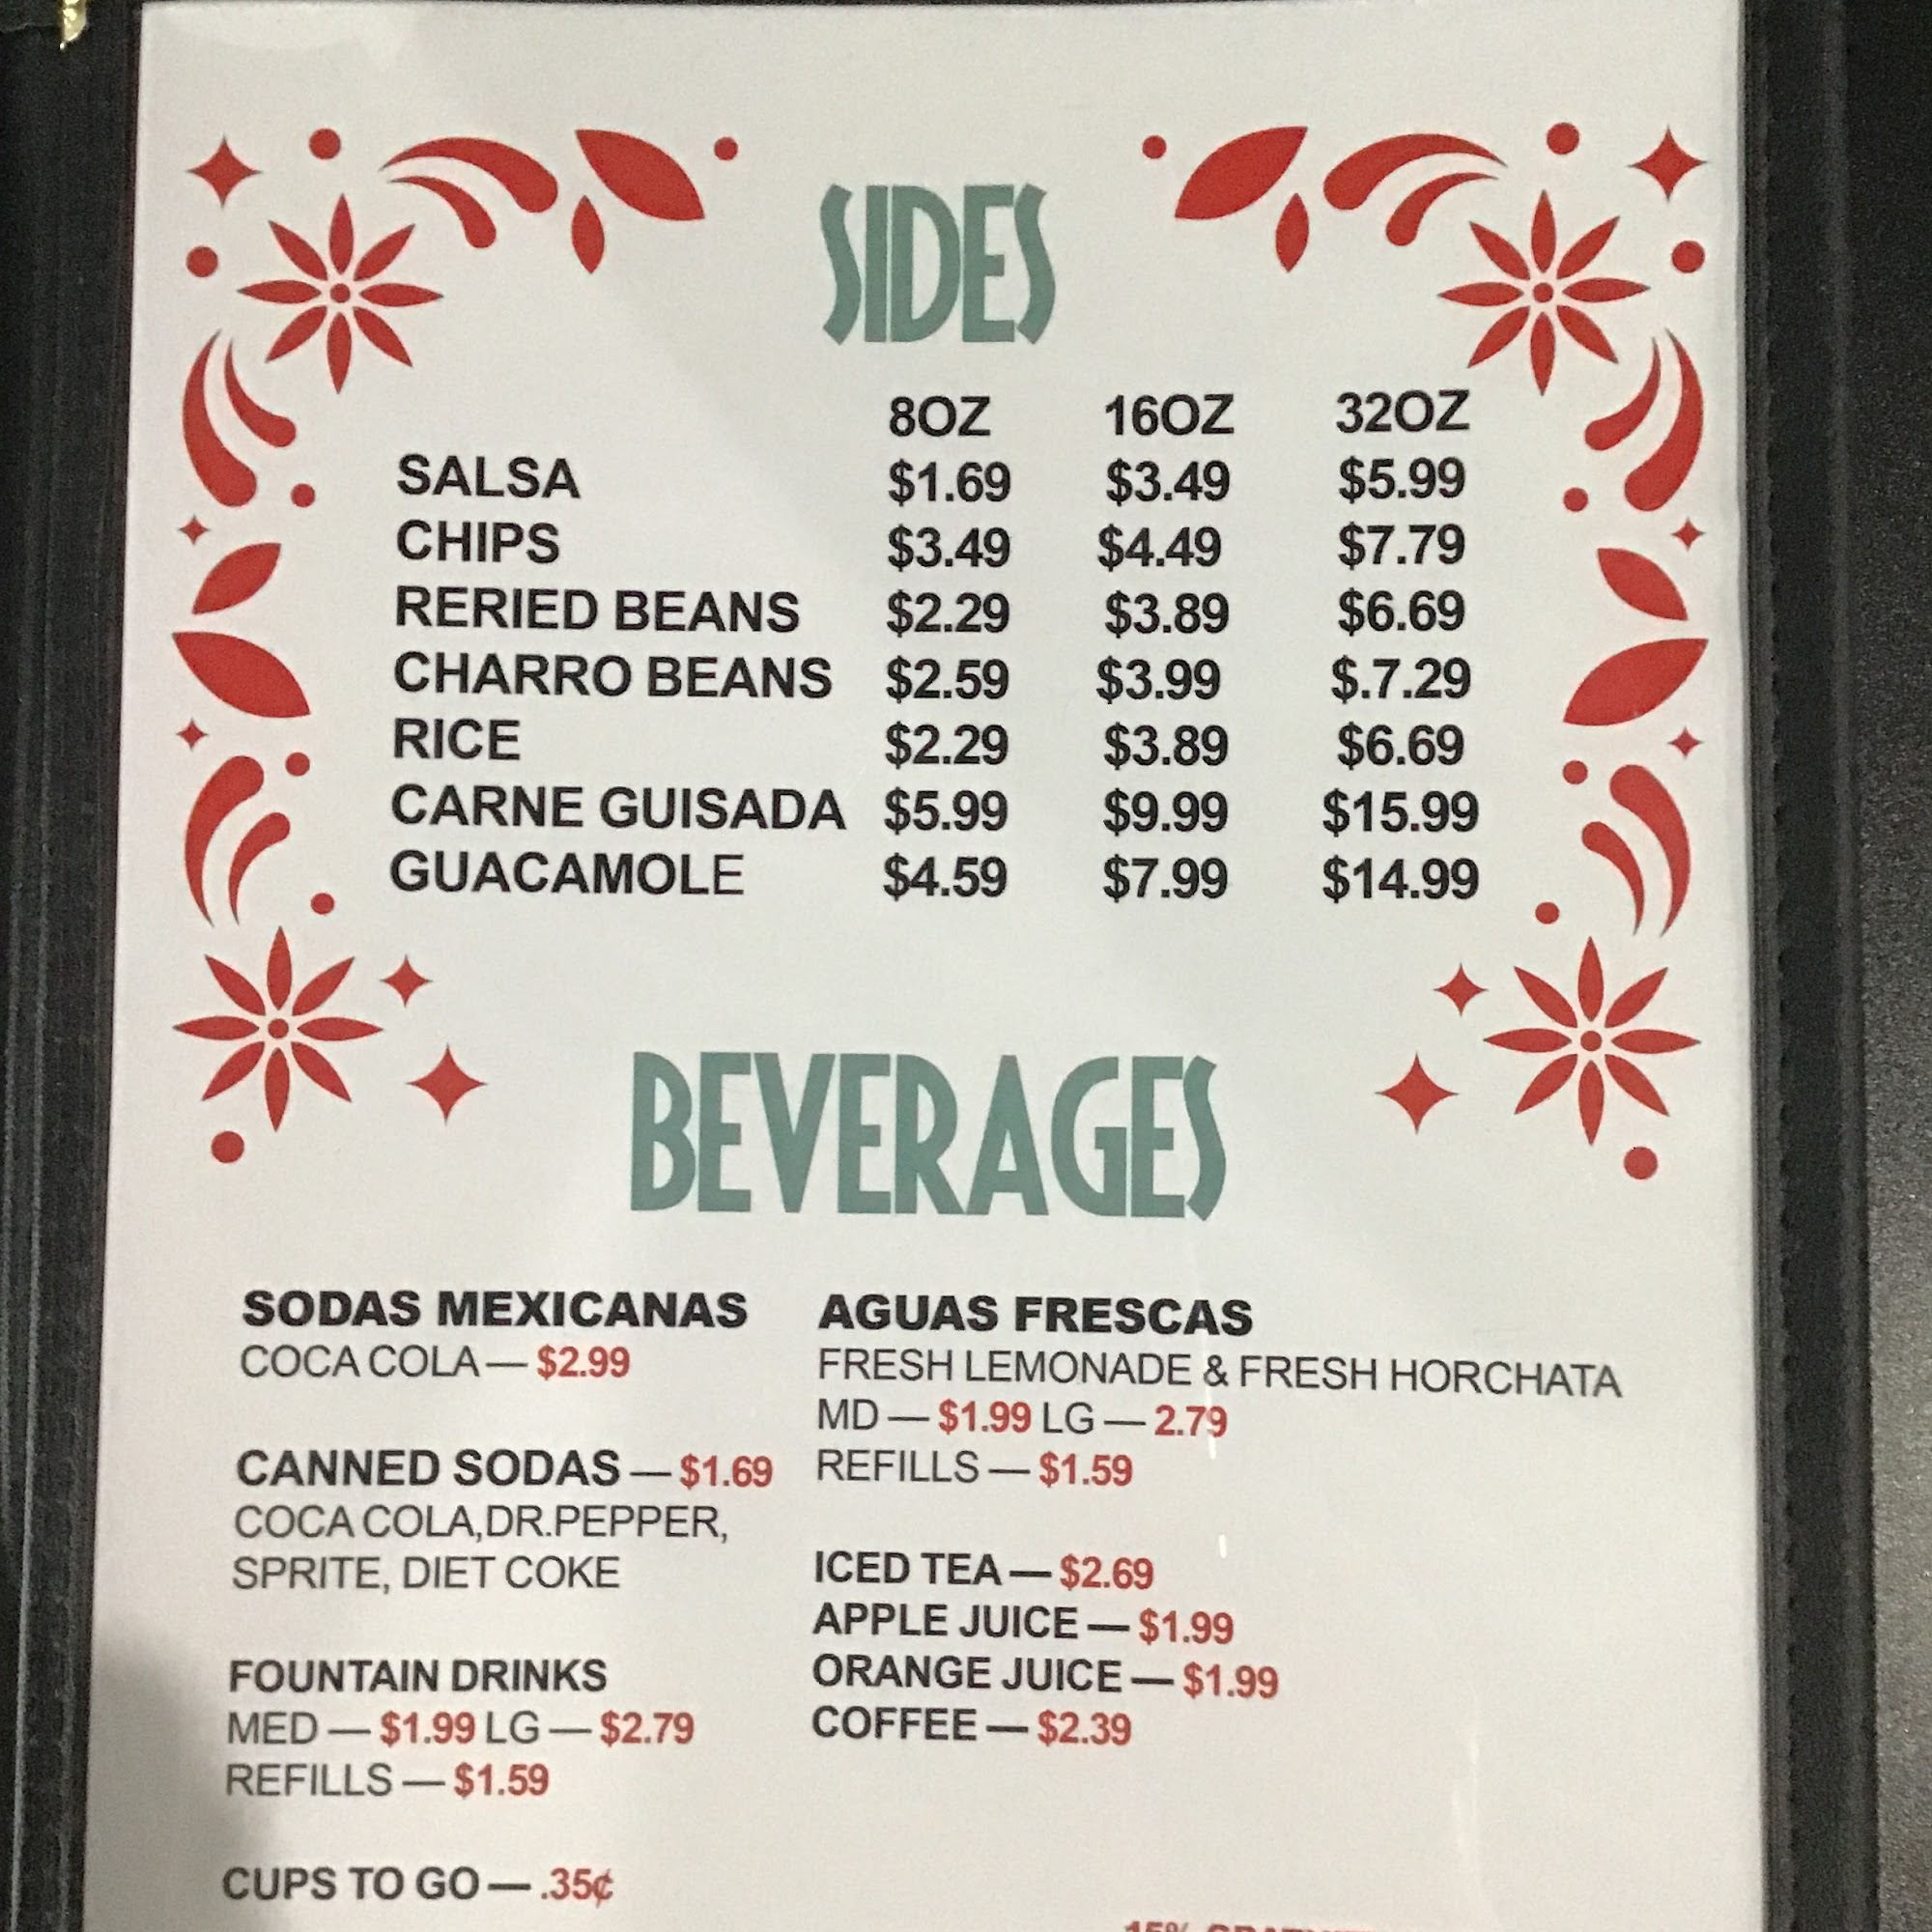 SIDES
8OZ 16OZ 32OZ
SALSA $1.69 $3.49 $5.99
CHIPS $3.49 $4.49 $7.79
RERIED BEANS $2.29 $3.89 $6.69
CHARRO BEANS $2.59 $3.99 $.7.29
RICE $2.29 $3.89 $6.69
CARNE GUISADA $5.99 $9.99 $15.99
GUACAMOLE $4.59 $7.99 $14.99
BEVERAGES
SODAS MEXICANAS
COCA COLA — $2.99
CANNED SODAS — $1.69
COCA COLA,DR.PEPPER,
SPRITE, DIET COKE
FOUNTAIN DRINKS
MED — $1.99 LG — $2.79
REFILLS — $1.59
CUPS TO GO — .35¢
AGUAS FRESCAS
FRESH LEMONADE & FRESH HORCHATA
MD — $1.99 LG — 2.79
REFILLS — $1.59
ICED TEA — $2.69
APPLE JUICE — $1.99
ORANGE JUICE — $1.99
COFFEE — $2.39
15%